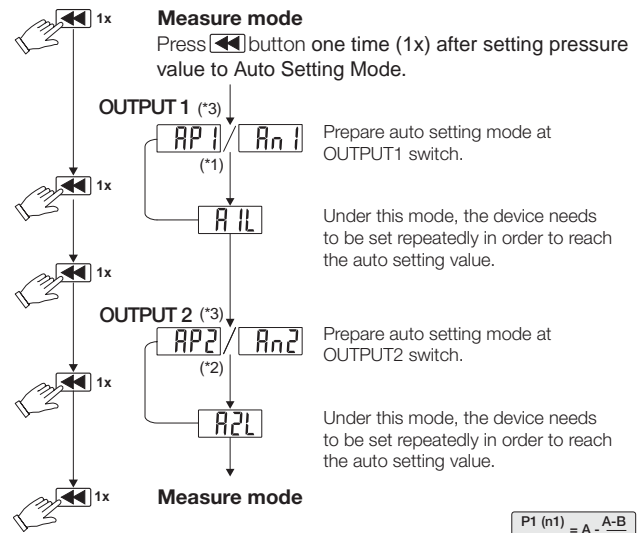 1x
Measure mode
Press ◀◀ button one time (1x) after setting pressure
value to Auto Setting Mode.
OUTPUT 1 (*3)
AP1 / An1
(*1)
Prepare auto setting mode at
OUTPUT1 switch.
1x
A1L
Under this mode, the device needs
to be set repeatedly in order to reach
the auto setting value.
1x
OUTPUT 2 (*3)
AP2 / An2
(*2)
Prepare auto setting mode at
OUTPUT2 switch.
1x
A2L
Under this mode, the device needs
to be set repeatedly in order to reach
the auto setting value.
1x
Measure mode
P1 (n1) = A - A-B